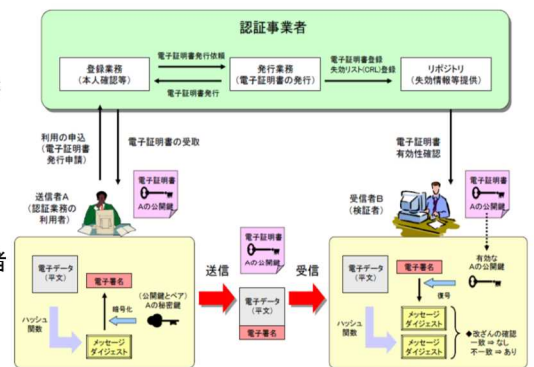 認証事業者
電子証明書発行依頼
電子証明書発行
電子証明書登録
失効リスト(CRL)登録
登録業務
(本人確認等)
発行業務
(電子証明書の発行)
リポジトリ
(失効情報等提供)
利用の申込
(電子証明書
発行申請)
電子証明書の受取
電子証明書
有効性確認
送信者A
(認証業務の
利用者)
電子証明書
Aの公開鍵
受信者B
(検証者)
電子証明書
Aの公開鍵
者
電子証明書
Aの公開鍵
電子データ
(平文)
電子署名
(公開鍵とペア)
Aの秘密鍵
暗号化
ハッシュ
関数
メッセージ
ダイジェスト
送信
電子データ
(平文)
電子署名
受信
電子データ
(平文)
電子署名
有効な
Aの公開鍵
復号
ハッシュ
関数
メッセージ
ダイジェスト
メッセージ
ダイジェスト
◆改ざんの確認
一致 ⇒ なし
不一致 ⇒ あり